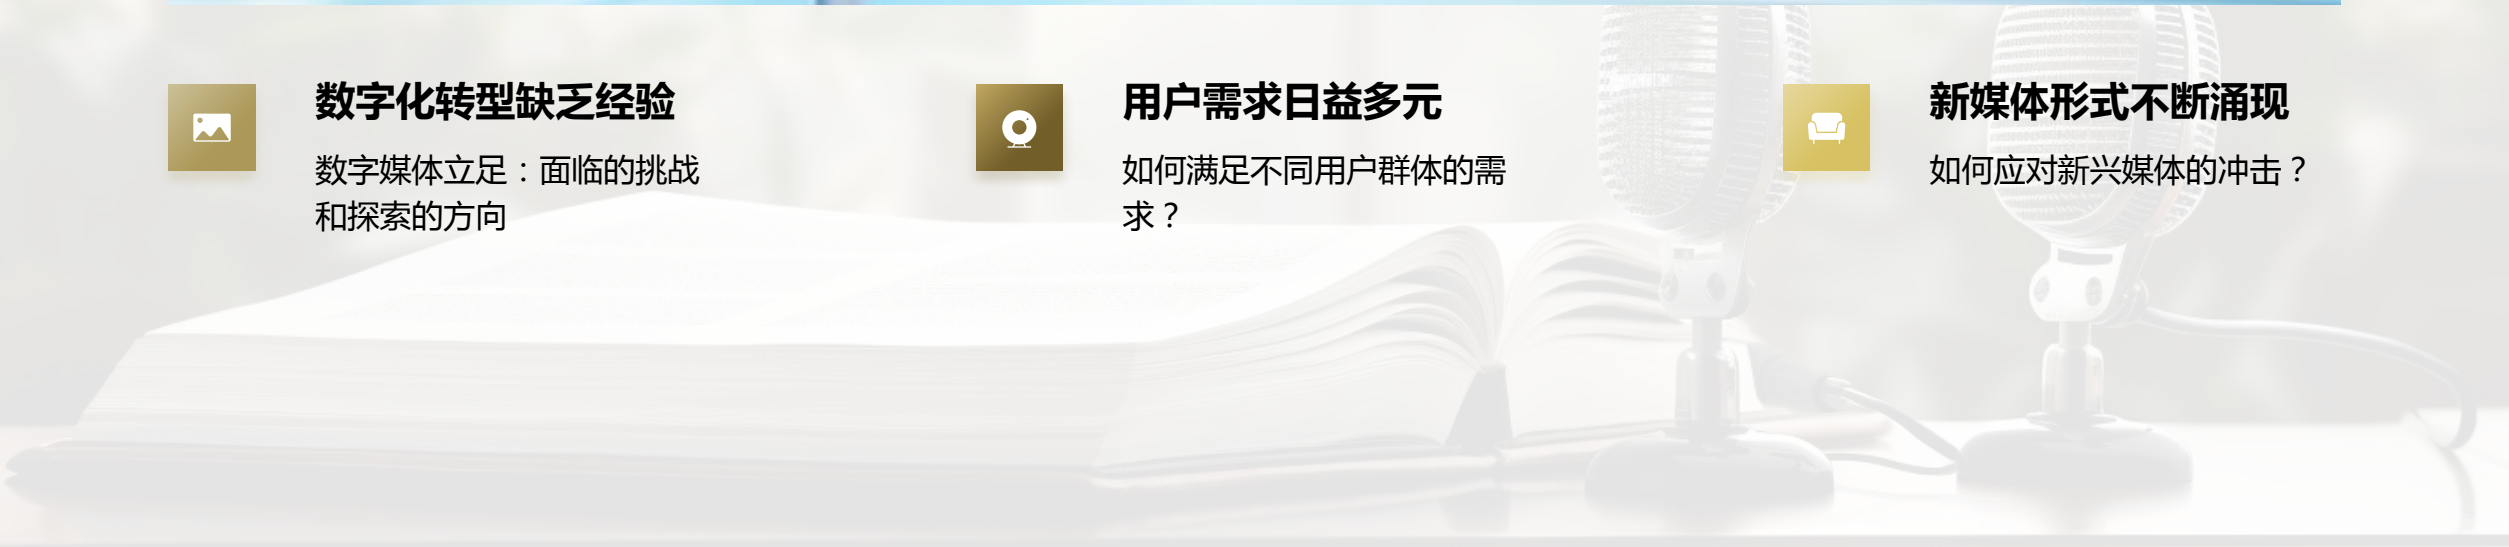 数字化转型缺乏经验
数字媒体立足：面临的挑战
和探索的方向
用户需求日益多元
如何满足不同用户群体的需
求？
新媒体形式不断涌现
如何应对新兴媒体的冲击？